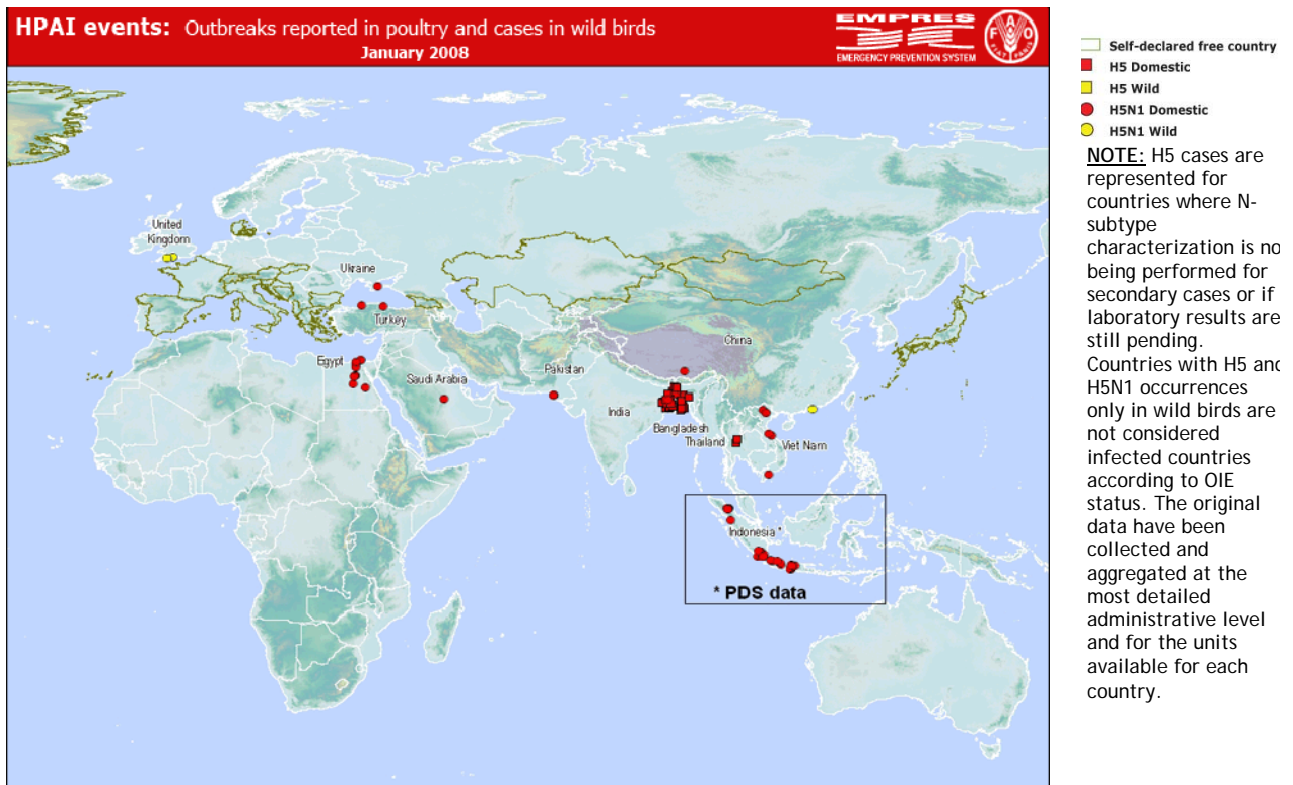 HPAI events: Outbreaks reported in poultry and cases in wild birds
January 2008
EMPRES
EMERGENCY PREVENTION SYSTEM
F A O
FIAT PANIS
Self-declared free country
H5 Domestic
H5 Wild
H5N1 Domestic
H5N1 Wild
NOTE: H5 cases are
represented for
countries where N-
subtype
characterization is no
being performed for
secondary cases or if
laboratory results are
still pending.
Countries with H5 and
H5N1 occurrences
only in wild birds are
not considered
infected countries
according to OIE
status. The original
data have been
collected and
aggregated at the
most detailed
administrative level
and for the units
available for each
country.
United
Kingdom
Ukraine
Turkey
China
Egypt
Pakistan
Saudi Arabia
India
Bangladesh
Thailand
Viet Nam
Indonesia *
* PDS data